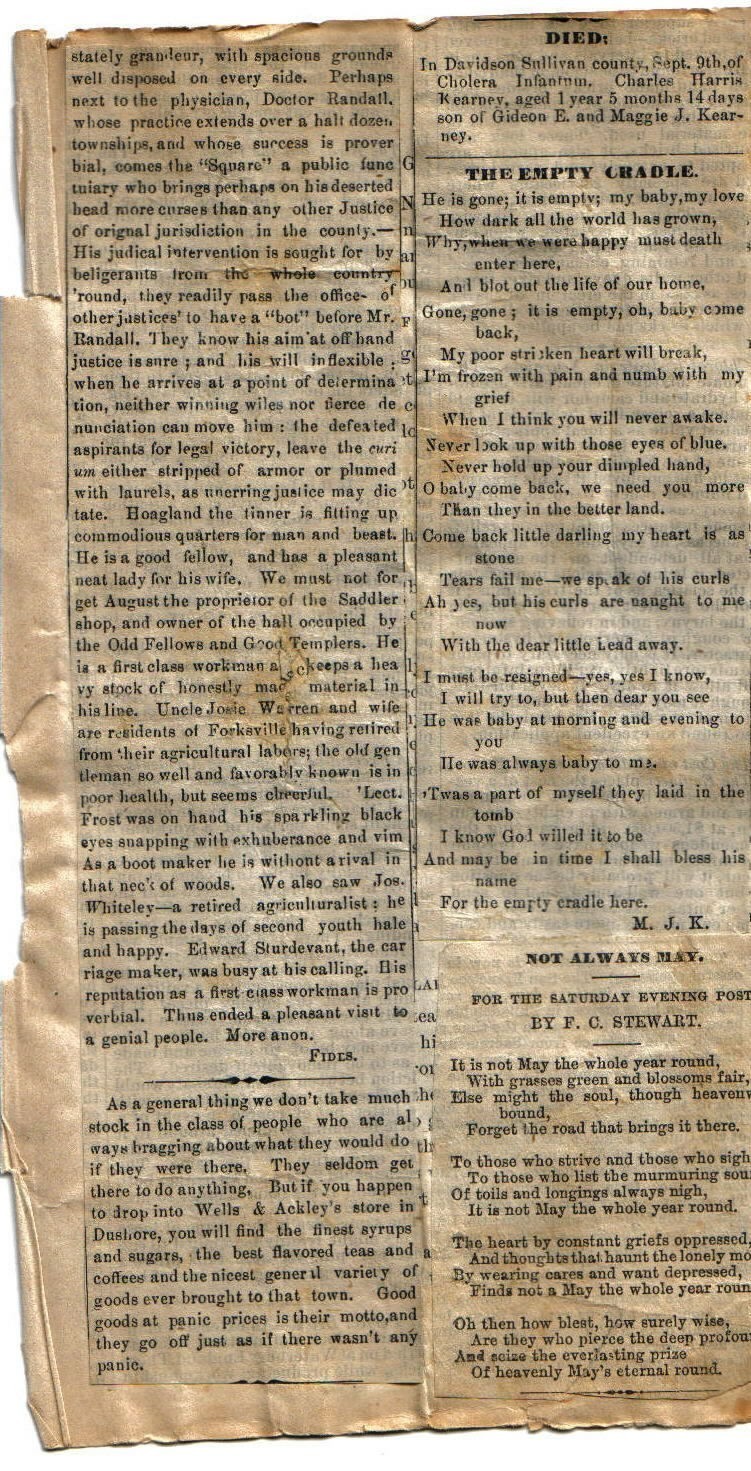 stately grandeur, with spacious grounds
well disposed on every side. Perhaps
next to the physician, Doctor Randall.
whose practice extends over a half dozen
townships, and whose success is prover
bial, comes the "Square" a public func
tuiary who brings perhaps on his deserted
head more curses than any other Justice
of orignal jurisdiction in the county.—
His judical intervention is sought for by
beligerants from the whole country
'round, they readily pass the office- of
other justices' to have a "bot" before Mr.
Randall. They know his aim at off hand
justice is sure ; and his will inflexible ;
when he arrives at a point of determina
tion, neither winning wiles nor fierce de
nunciation can move him : the defeated
aspirants for legal victory, leave the curi
um either stripped of armor or plumed
with laurels, as unerring justice may dic
tate. Hoagland the tinner is fitting up
commodious quarters for man and beast.
He is a good fellow, and has a pleasant
neat lady for his wife. We must not for
get August the proprietor of the Saddler
shop, and owner of the hall occupied by
the Odd Fellows and Good Templers. He
is a first class workman a keeps a hea
vy stock of honestly mad material in
his line. Uncle Josie Warren and wife
are residents of Forksville having retired
from their agricultural labors; the old gen
tleman so well and favorably known is in
poor health, but seems cheerful. 'Lect.
Frost was on hand his sparkling black
eyes snapping with exhuberance and vim
As a boot maker he is without a rival in
that neck of woods. We also saw Jos.
Whiteley—a retired agriculturalist : he
is passing the days of second youth hale
and happy. Edward Sturdevant, the car
riage maker, was busy at his calling. His
reputation as a first class workman is pro
verbial. Thus ended a pleasant visit to
a genial people. More anon.
FIDES.
As a general thing we don't take much
stock in the class of people who are al
ways bragging about what they would do
if they were there. They seldom get
there to do anything. But if you happen
to drop into Wells & Ackley's store in
Dushore, you will find the finest syrups
and sugars, the best flavored teas and
coffees and the nicest general variety of
goods ever brought to that town. Good
goods at panic prices is their motto, and
they go off just as if there wasn't any
panic.
DIED:
In Davidson Sullivan county, Sept. 9th, of
Cholera Infantum, Charles Harris
Kearney, aged 1 year 5 months 14 days
son of Gideon E. and Maggie J. Kear-
ney.
THE EMPTY CRADLE.
He is gone; it is empty; my baby, my love
How dark all the world has grown,
Why, when we were happy must death
enter here,
And blot out the life of our home,
Gone, gone ; it is empty, oh, baby come
back,
My poor stricken heart will break,
I'm frozen with pain and numb with my
grief
When I think you will never awake.
Never look up with those eyes of blue.
Never hold up your dimpled hand,
O baby come back, we need you more
Than they in the better land.
Come back little darling my heart is as
stone
Tears fail me—we speak of his curls
Ah yes, but his curls are naught to me
now
With the dear little head away.
I must be resigned—yes, yes I know,
I will try to, but then dear you see
He was baby at morning and evening to
you
He was always baby to me.
'Twas a part of myself they laid in the
tomb
I know God willed it to be
And may be in time I shall bless his
name
For the empty cradle here.
M. J. K.
NOT ALWAYS MAY.
FOR THE SATURDAY EVENING POST
BY F. C. STEWART.
It is not May the whole year round,
With grasses green and blossoms fair,
Else might the soul, though heavenw
bound,
Forget the road that brings it there.
To those who strive and those who sigh
To those who list the murmuring sou
Of toils and longings always nigh,
It is not May the whole year round.
The heart by constant griefs oppressed,
And thoughts that haunt the lonely mo
By wearing cares and want depressed,
Finds not a May the whole year roun
Oh then how blest, how surely wise,
Are they who pierce the deep profou
And seize the everlasting prize
Of heavenly May's eternal round.